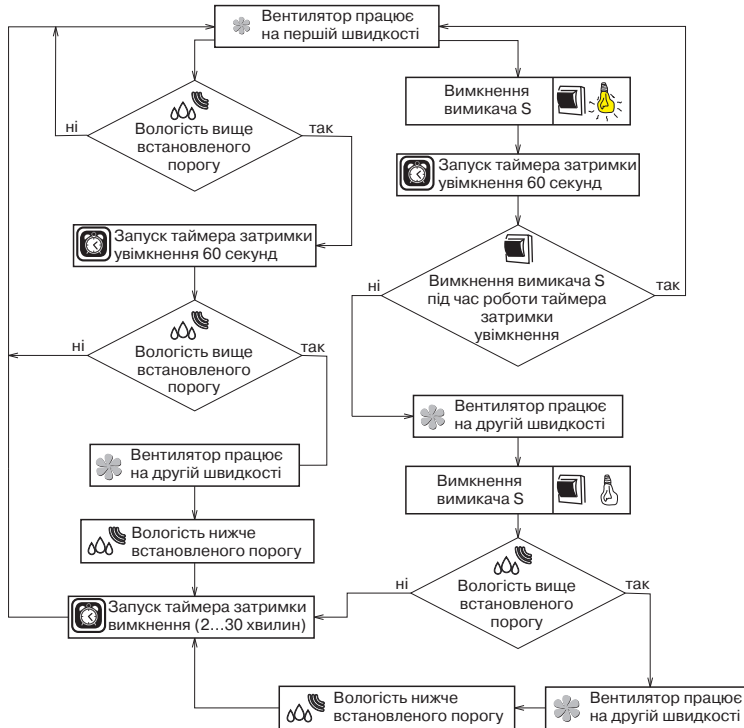 Вентилятор працює
на першій швидкості
Вологість вище
встановленого
порогу
ні
так
Запуск таймера затримки
увімкнення 60 секунд
Вологість вище
встановленого
порогу
ні
так
Вентилятор працює
на другій швидкості
Вологість нижче
встановленого порогу
Запуск таймера затримки
вимкнення (2...30 хвилин)
Вимкнення
вимикача S
Запуск таймера затримки
увімкнення 60 секунд
Вимкнення вимикача S
під час роботи таймера
затримки
увімкнення
ні
так
Вентилятор працює
на другій швидкості
Вимкнення
вимикача S
Вологість вище
встановленого
порогу
ні
так
Вологість нижче
встановленого порогу
Вентилятор працює
на другій швидкості